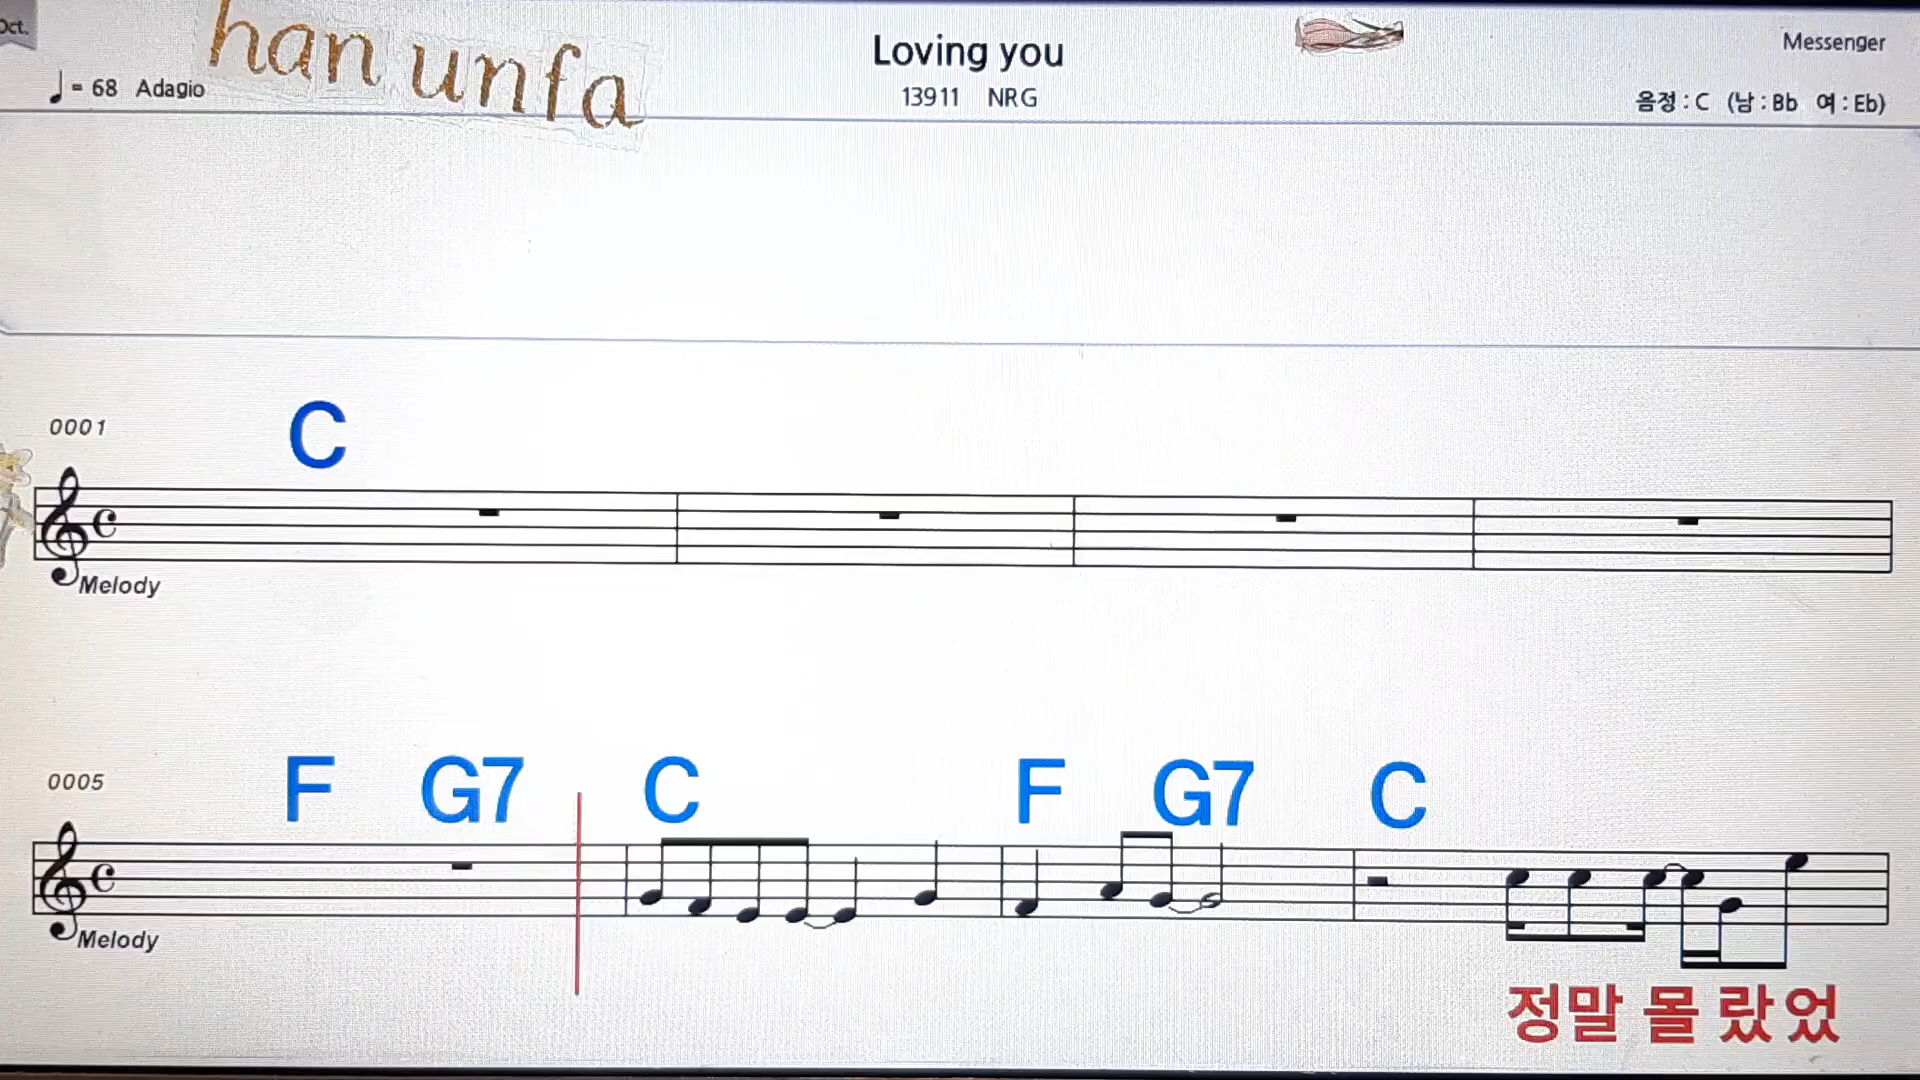 Oct.
han unfa
Loving you
Messenger
♩ = 68 Adagio
13911 NRG
음정 : C (남 : Bb 여 : Eb)
0001
C
Melody
0005
F G7 C F G7 C
Melody
정말 몰 랐 었